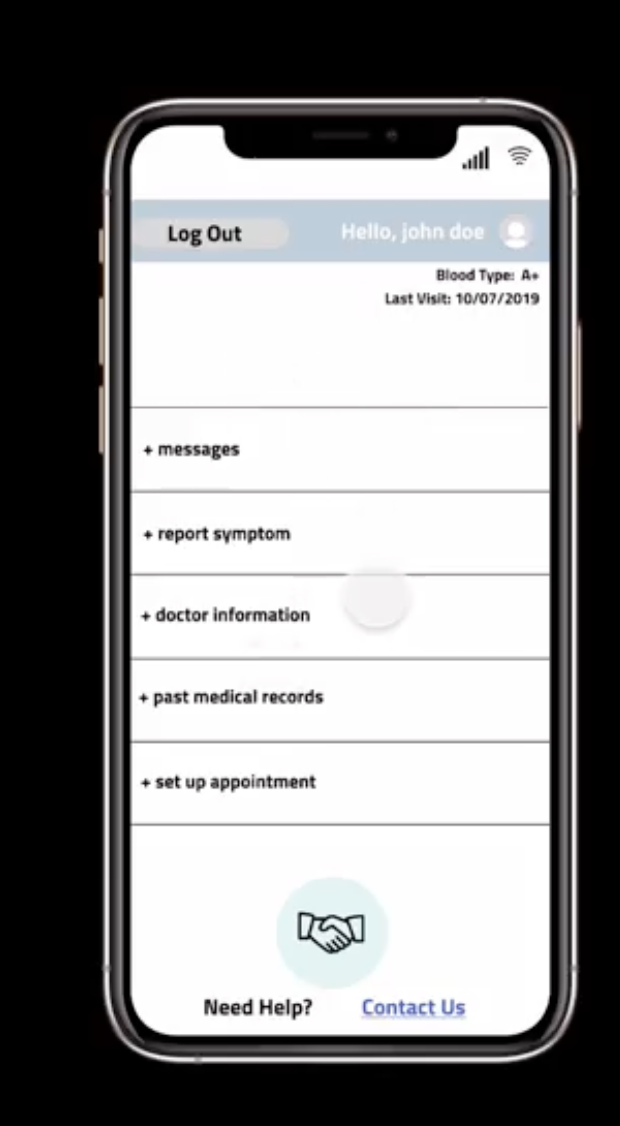 Log Out Hello, john doe
Blood Type: A+
Last Visit: 10/07/2019
+ messages
+ report symptom
+ doctor information
+ past medical records
+ set up appointment
Need Help? Contact Us